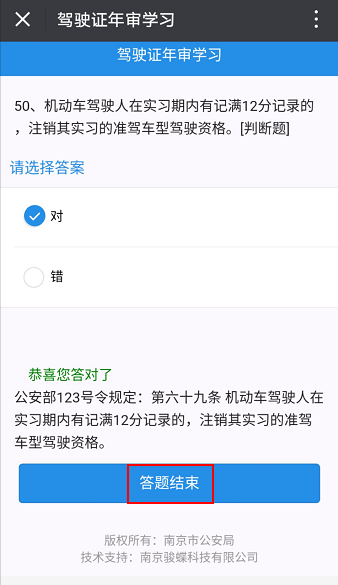 驾驶证年审学习
驾驶证年审学习
50、机动车驾驶人在实习期内有记满12分记录的
，注销其实习的准驾车型驾驶资格。[判断题]
请选择答案
对
错
恭喜您答对了
公安部123号令规定：第六十九条 机动车驾驶人在
实习期内有记满12分记录的，注销其实习的准驾
车型驾驶资格。
答题结束
版权所有：南京市公安局
技术支持：南京骏蝶科技有限公司